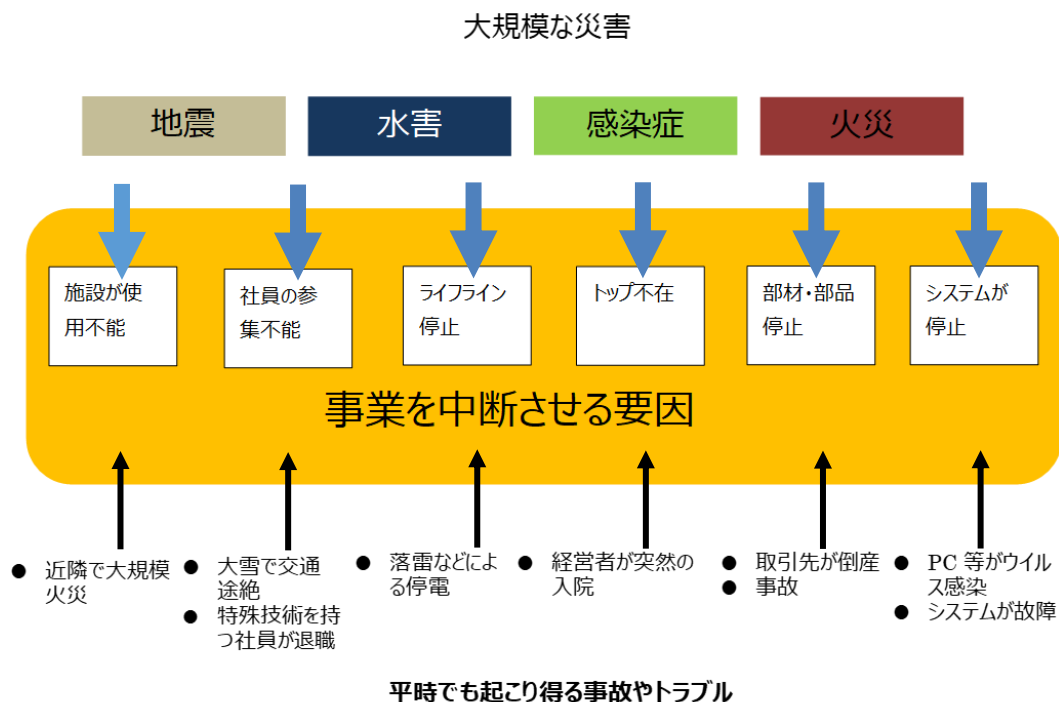 大規模な災害
地震
水害
感染症
火災
施設が使
用不能
社員の参
集不能
ライフライン
停止
トップ不在
部材・部品
停止
システムが
停止
事業を中断させる要因
● 近隣で大規模
火災
● 大雪で交通
途絶
● 特殊技術を持
つ社員が退職
● 落雷などによ
る停電
● 経営者が突然の
入院
● 取引先が倒産
● 事故
● PC 等がウイル
ス感染
● システムが故障
平時でも起こり得る事故やトラブル